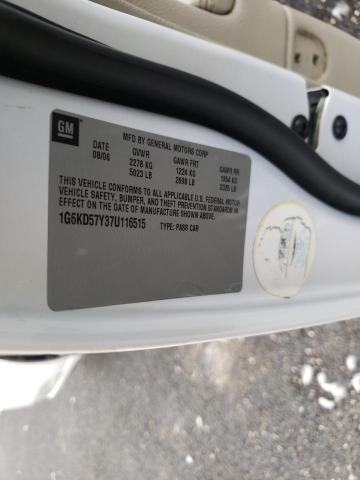 GM
MFD BY GENERAL MOTORS CORP
DATE GVWR GAWR FRT GAWR RR
08/06 2278 KG 1224 KG 1054 KG
5023 LB 2698 LB 2325 LB
THIS VEHICLE CONFORMS TO ALL APPLICABLE U.S. FEDERAL MOTOR
VEHICLE SAFETY, BUMPER, AND THEFT PREVENTION STANDARDS IN
EFFECT ON THE DATE OF MANUFACTURE SHOWN ABOVE.
1G6KD57Y37U116515 TYPE: PASS CAR